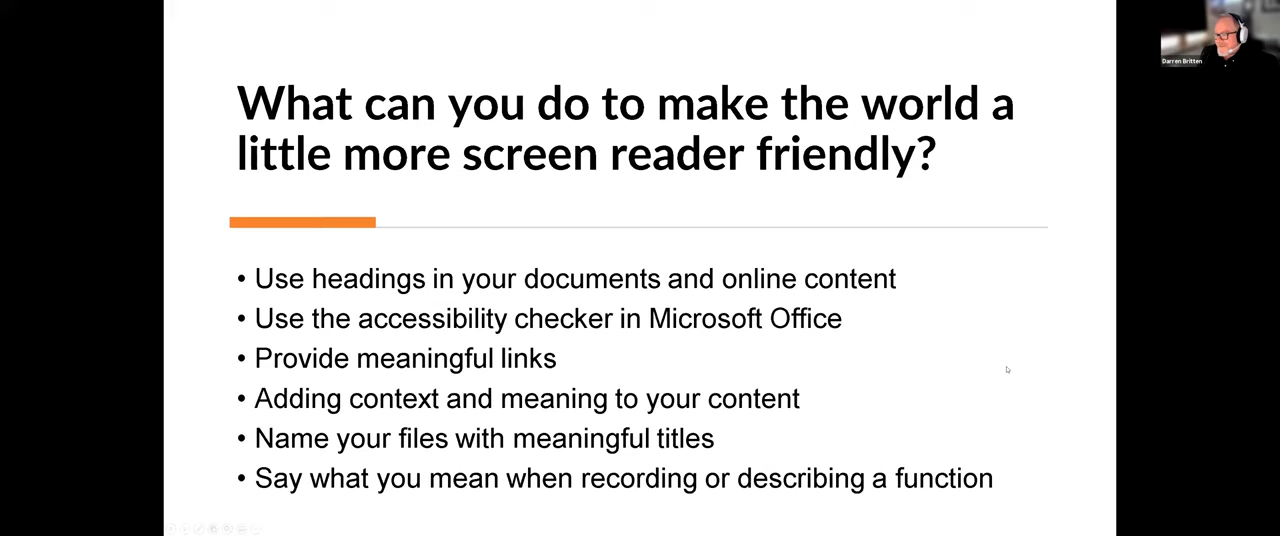 What can you do to make the world a
little more screen reader friendly?
• Use headings in your documents and online content
• Use the accessibility checker in Microsoft Office
• Provide meaningful links
• Adding context and meaning to your content
• Name your files with meaningful titles
• Say what you mean when recording or describing a function
Darren Britten